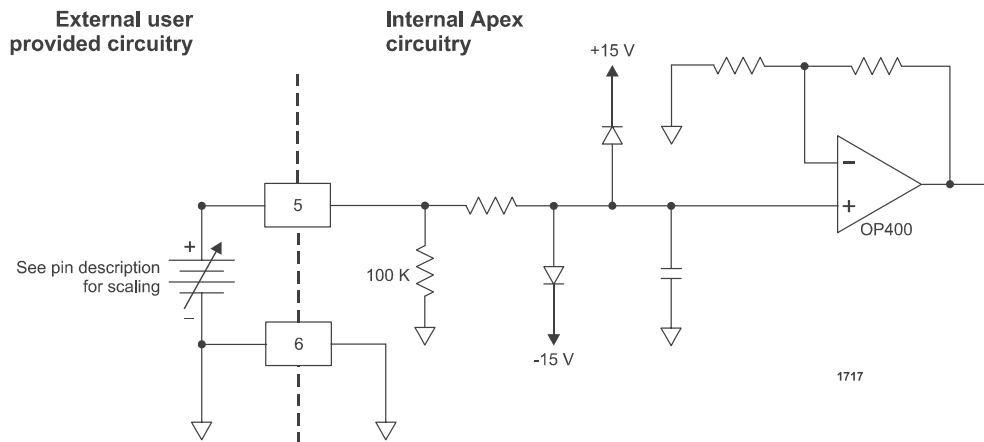 External user
provided circuitry
Internal Apex
circuitry
+15 V
−
+
OP400
5
+
See pin description
for scaling
−
100 K
6
-15 V
1717